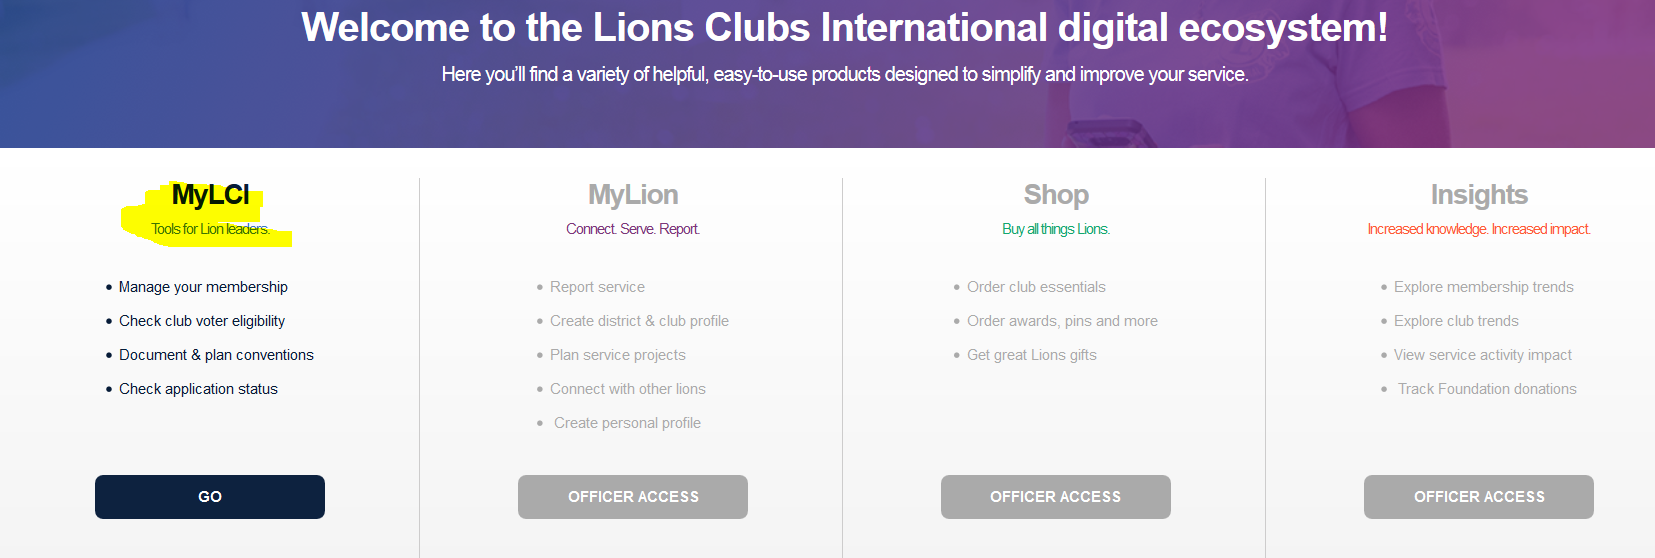 Welcome to the Lions Clubs International digital ecosystem!
Here you'll find a variety of helpful, easy-to-use products designed to simplify and improve your service.
MyLCI
Tools for Lion leaders.
Manage your membership
Check club voter eligibility
Document & plan conventions
Check application status
GO
MyLion
Connect. Serve. Report.
Report service
Create district & club profile
Plan service projects
Connect with other lions
Create personal profile
OFFICER ACCESS
Shop
Buy all things Lions.
Order club essentials
Order awards, pins and more
Get great Lions gifts
OFFICER ACCESS
Insights
Increased knowledge. Increased impact.
Explore membership trends
Explore club trends
View service activity impact
Track Foundation donations
OFFICER ACCESS